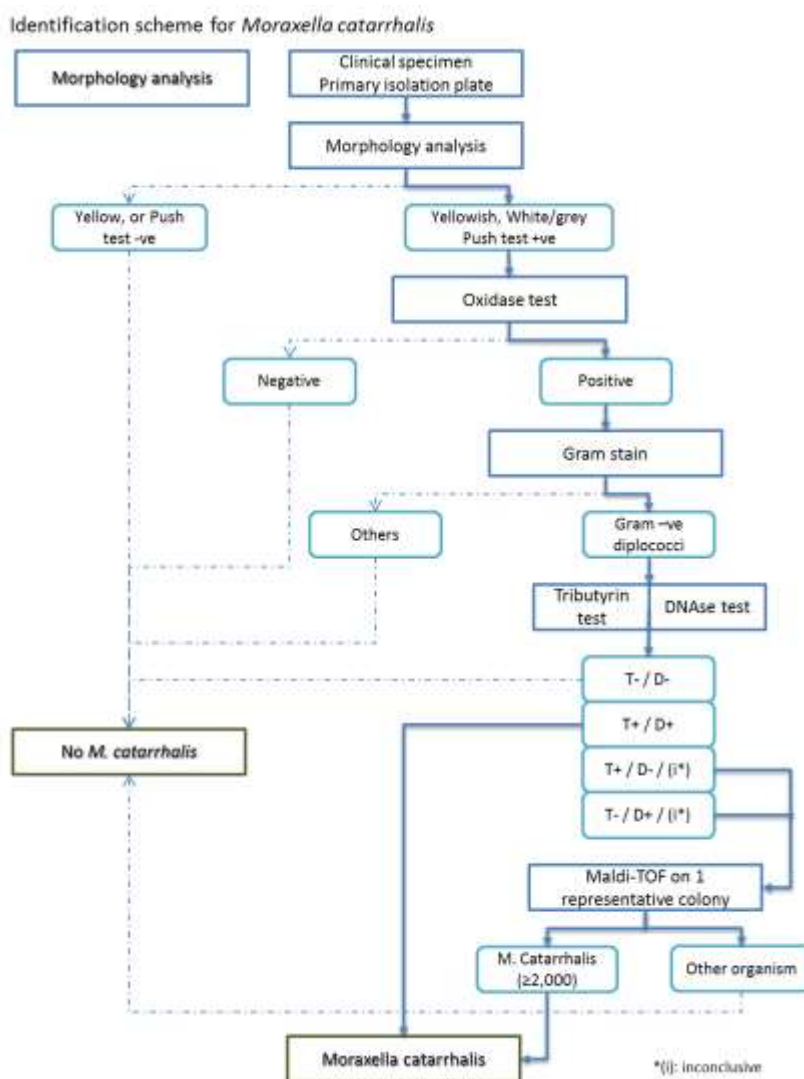 Identification scheme for Moraxella catarrhalis
Morphology analysis
Clinical specimen
Primary isolation plate
Morphology analysis
Yellow, or Push
test -ve
Yellowish, White/grey
Push test +ve
Oxidase test
Negative
Positive
Gram stain
Others
Gram –ve
diplococci
Tributyrin
test
DNAse test
T- / D-
T+ / D+
No M. catarrhalis
T+ / D- / (i*)
T- / D+ / (i*)
Maldi-TOF on 1
representative colony
M. Catarrhalis
(≥2,000)
Other organism
Moraxella catarrhalis
*(i): inconclusive